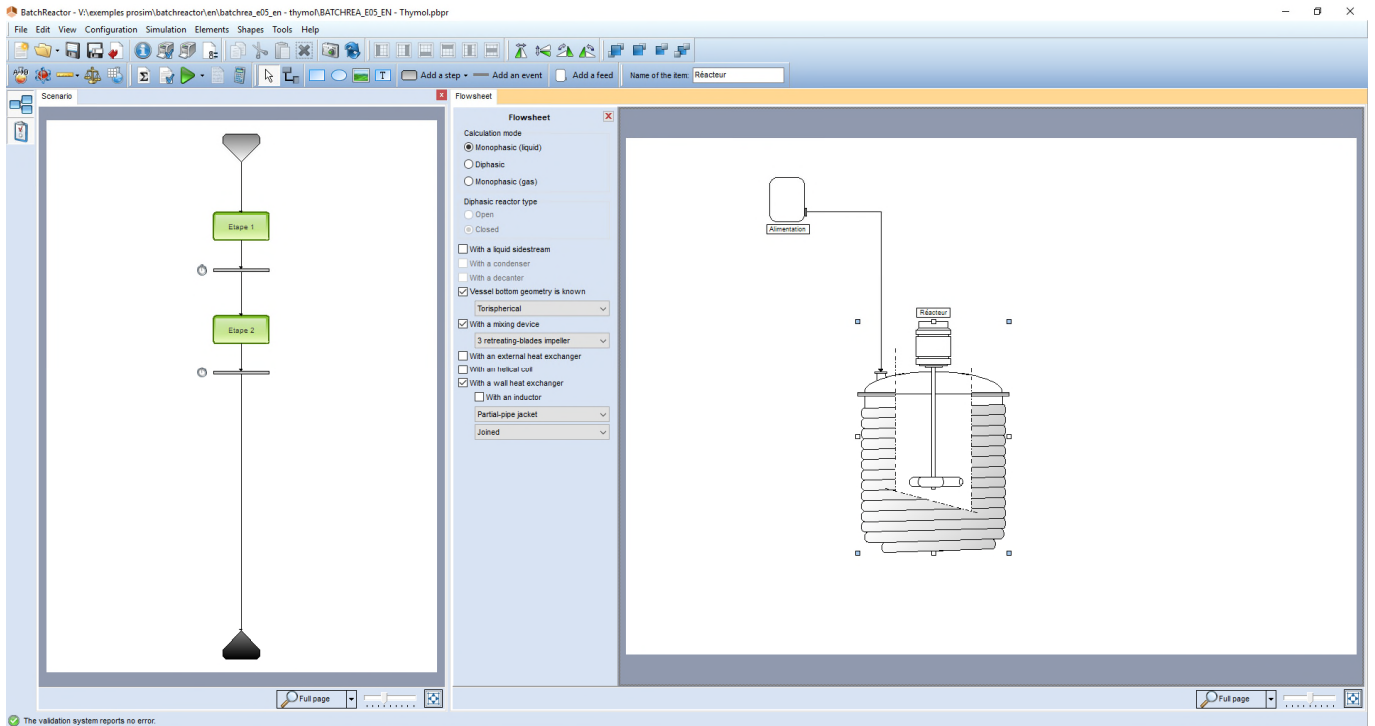 BatchReactor - V:\exemples prosim\batchreactor\en\batchrea_e05_en - thymol\BATCHREA_E05_EN - Thymol.pbpr
File Edit View Configuration Simulation Elements Shapes Tools Help
Add a step Add an event Add a feed Name of the item: Réacteur
Scenario
Etape 1
Etape 2
Full page
Flowsheet
Flowsheet
Calculation mode
Monophasic (liquid)
Diphasic
Monophasic (gas)
Diphasic reactor type
Open
Closed
With a liquid sidestream
With a condenser
With a decanter
Vessel bottom geometry is known
Torispherical
With a mixing device
3 retreating-blades impeller
With an external heat exchanger
With an helical coil
With a wall heat exchanger
With an inductor
Partial-pipe jacket
Joined
Alimentation
Réacteur
Full page
The validation system reports no error.